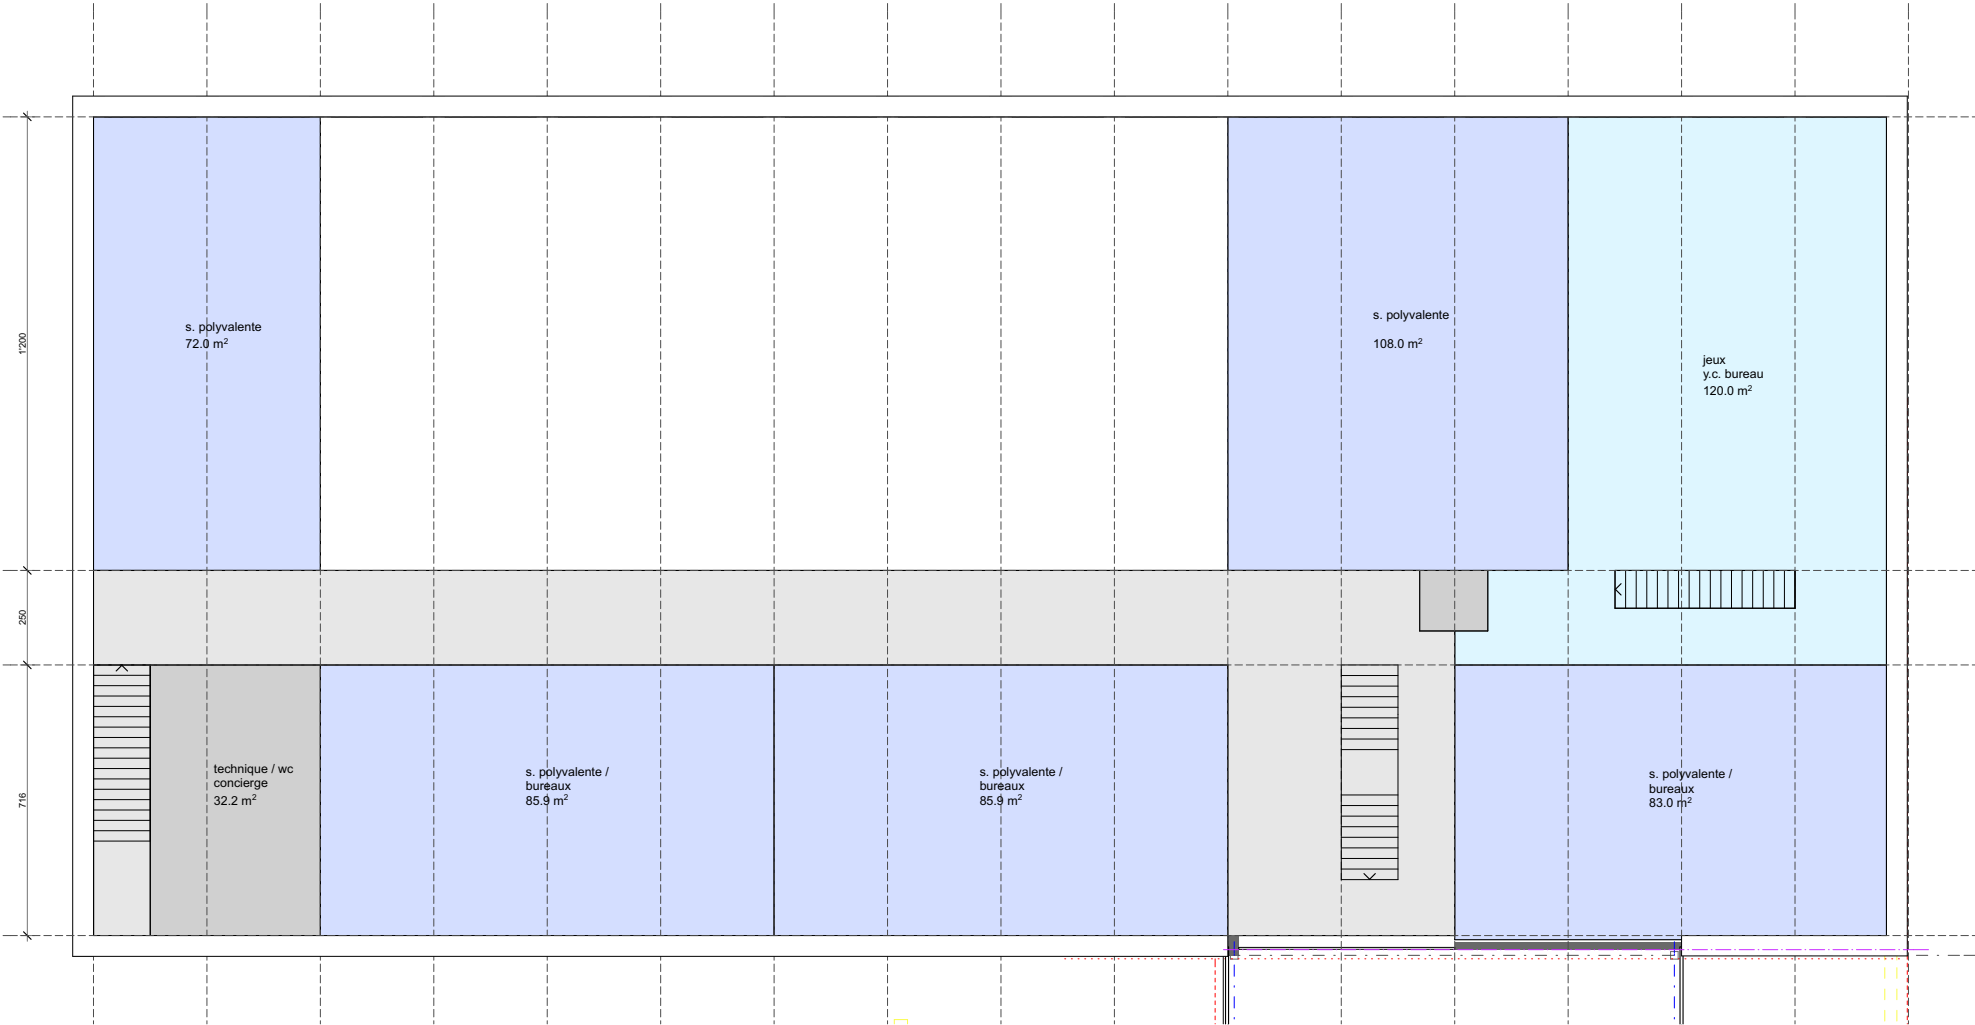 1'200
250
716
s. polyvalente
72.0 m²
s. polyvalente
108.0 m²
jeux
y.c. bureau
120.0 m²
technique / wc
concierge
32.2 m²
s. polyvalente /
bureaux
85.9 m²
s. polyvalente /
bureaux
85.9 m²
s. polyvalente /
bureaux
83.0 m²